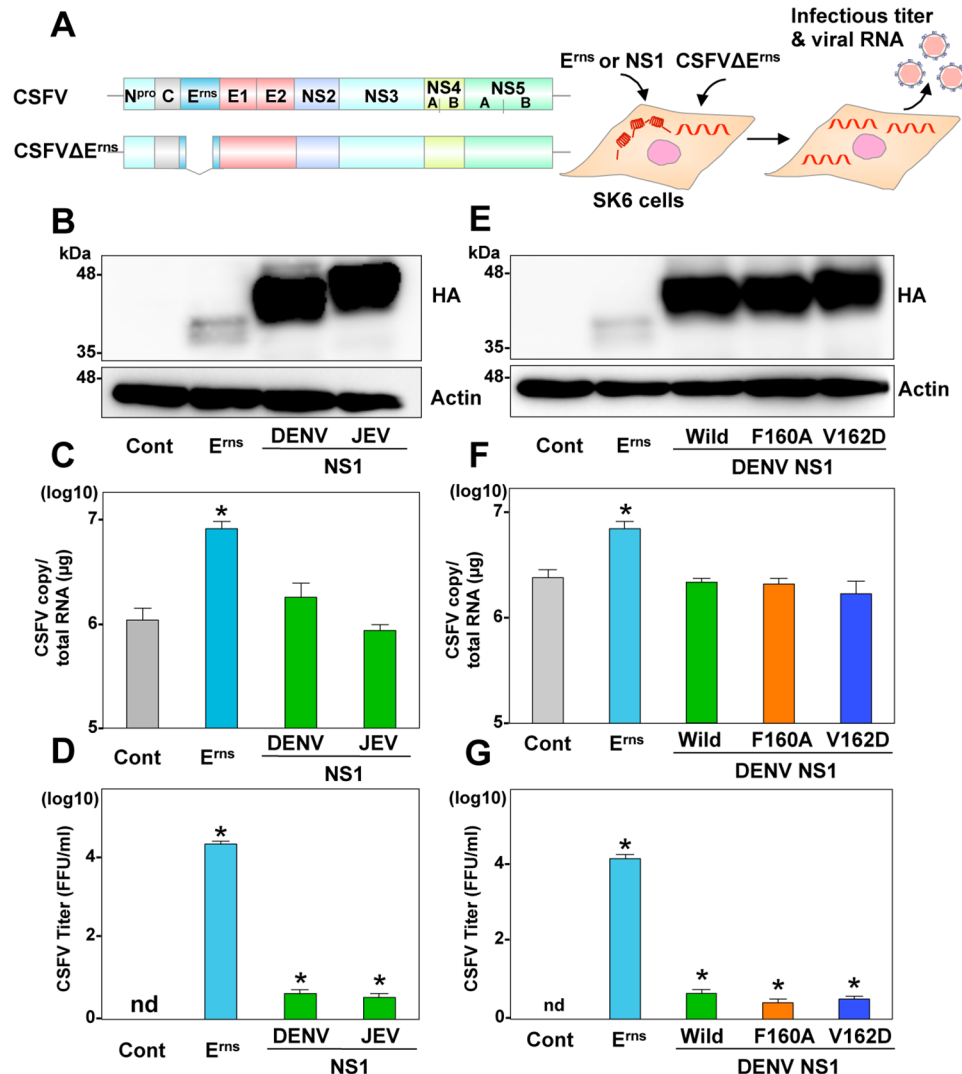 A
CSFV
Nᵖʳᵒ C Eʳⁿˢ E1 E2 NS2 NS3 NS4 A B NS5 A B
CSFVΔEʳⁿˢ
Eʳⁿˢ or NS1
CSFVΔEʳⁿˢ
SK6 cells
Infectious titer
& viral RNA
B
kDa
48
35
HA
48
Actin
Cont Eʳⁿˢ DENV JEV
NS1
C
(log10)
CSFV copy/
total RNA (μg)
7
*
6
5
Cont Eʳⁿˢ DENV JEV
NS1
D
(log10)
CSFV Titer (FFU/ml)
4
2
0
nd * * *
Cont Eʳⁿˢ DENV JEV
NS1
E
kDa
48
35
HA
48
Actin
Cont Eʳⁿˢ Wild F160A V162D
DENV NS1
F
(log10)
CSFV copy/
total RNA (μg)
7
*
6
5
Cont Eʳⁿˢ Wild F160A V162D
DENV NS1
G
(log10)
CSFV Titer (FFU/ml)
4
2
0
nd * * * *
Cont Eʳⁿˢ Wild F160A V162D
DENV NS1